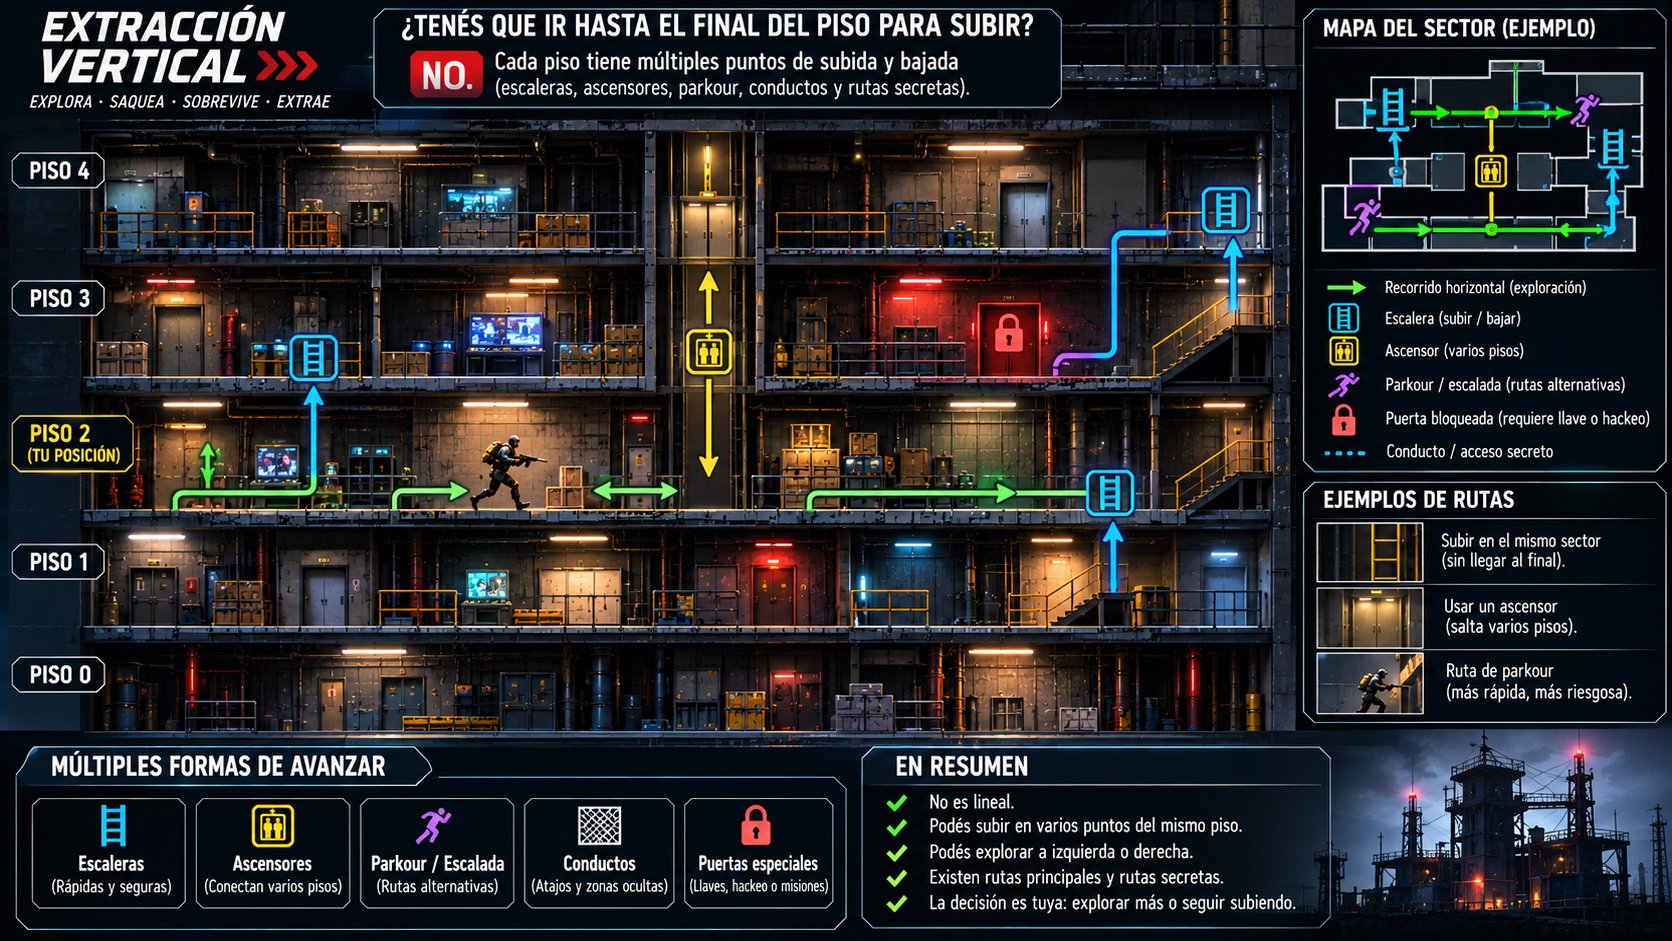 EXTRACCIÓN
VERTICAL
EXPLORA · SAQUEA · SOBREVIVE · EXTRAE
¿TENÉS QUE IR HASTA EL FINAL DEL PISO PARA SUBIR?
NO.
Cada piso tiene múltiples puntos de subida y bajada
(escaleras, ascensores, parkour, conductos y rutas secretas).
PISO 4
PISO 3
PISO 2
(TU POSICIÓN)
PISO 1
PISO 0
MAPA DEL SECTOR (EJEMPLO)
Recorrido horizontal (exploración)
Escalera (subir / bajar)
Ascensor (varios pisos)
Parkour / escalada (rutas alternativas)
Puerta bloqueada (requiere llave o hackeo)
Conducto / acceso secreto
EJEMPLOS DE RUTAS
Subir en el mismo sector
(sin llegar al final).
Usar un ascensor
(salta varios pisos).
Ruta de parkour
(más rápida, más riesgosa).
MÚLTIPLES FORMAS DE AVANZAR
Escaleras
(Rápidas y seguras)
Ascensores
(Conectan varios pisos)
Parkour / Escalada
(Rutas alternativas)
Conductos
(Atajos y zonas ocultas)
Puertas especiales
(Llaves, hackeo o misiones)
EN RESUMEN
No es lineal.
Podés subir en varios puntos del mismo piso.
Podés explorar a izquierda o derecha.
Existen rutas principales y rutas secretas.
La decisión es tuya: explorar más o seguir subiendo.